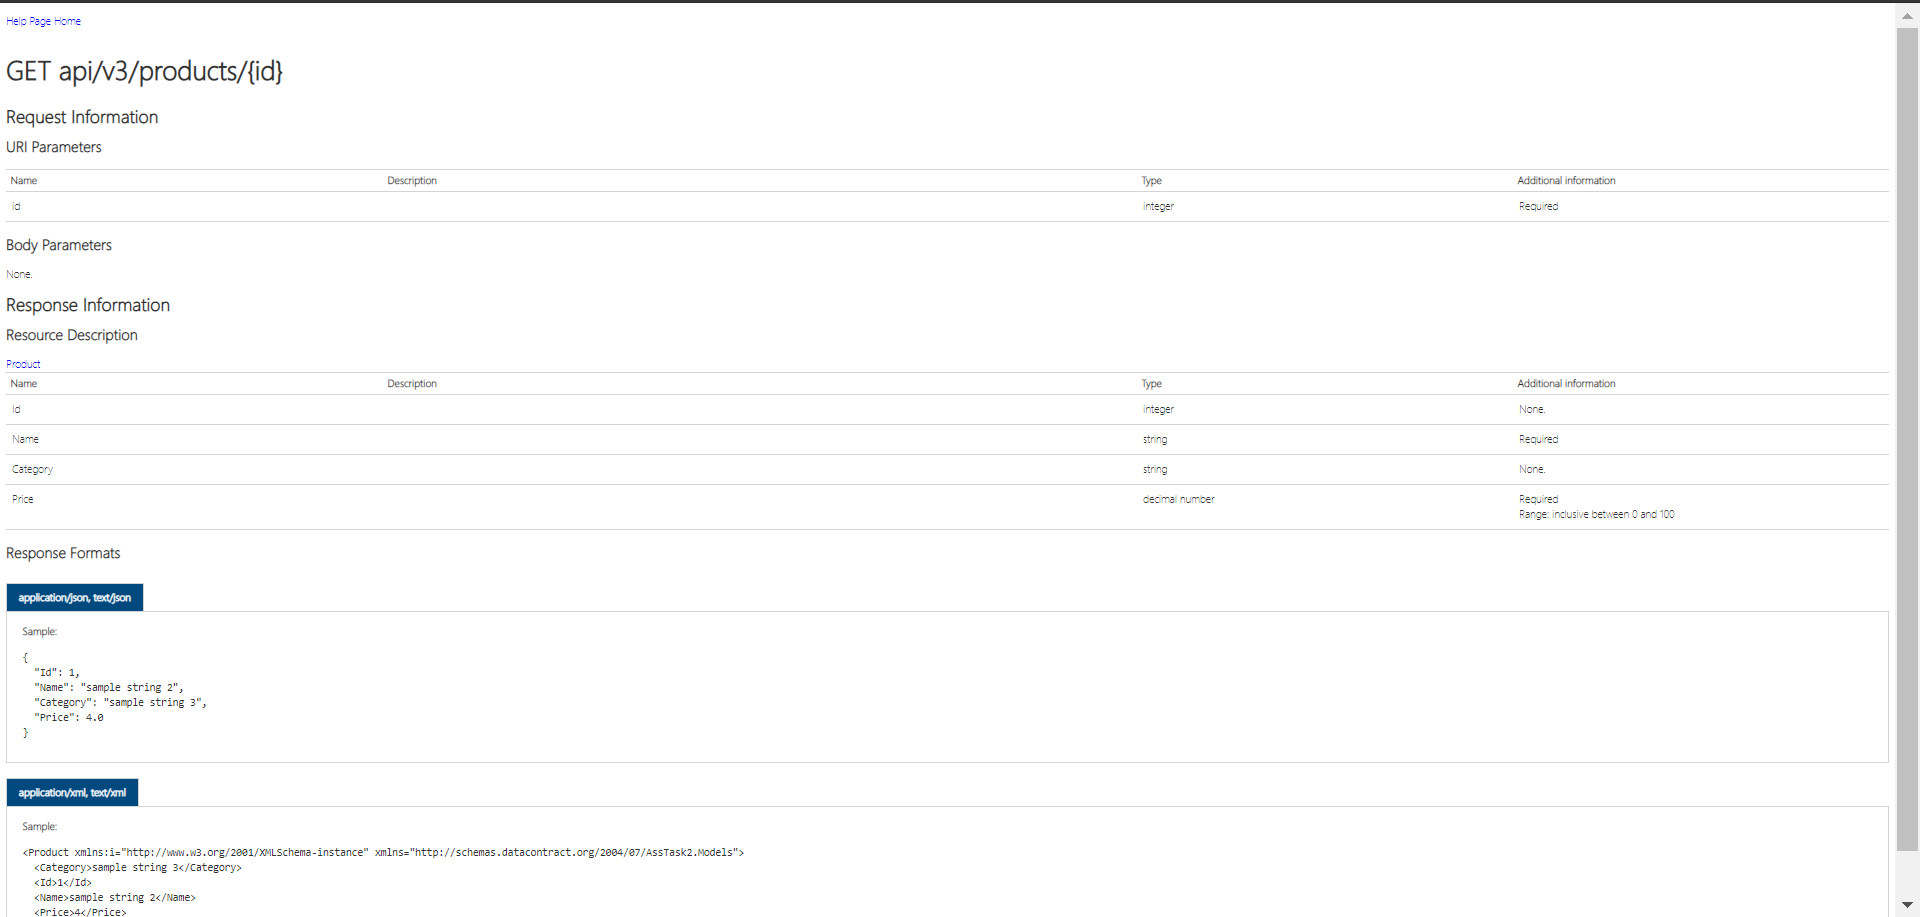 Help Page Home
GET api/v3/products/{id}
Request Information
URI Parameters
Name Description Type Additional information
id integer Required
Body Parameters
None.
Response Information
Resource Description
Product
Name Description Type Additional information
Id integer None.
Name string Required
Category string None.
Price decimal number Required
Range: inclusive between 0 and 100
Response Formats
application/json, text/json
Sample:
{
  "Id": 1,
  "Name": "sample string 2",
  "Category": "sample string 3",
  "Price": 4.0
}
application/xml, text/xml
Sample:
<Product xmlns:i="http://www.w3.org/2001/XMLSchema-instance" xmlns="http://schemas.datacontract.org/2004/07/AssTask2.Models">
  <Category>sample string 3</Category>
  <Id>1</Id>
  <Name>sample string 2</Name>
  <Price>4</Price>